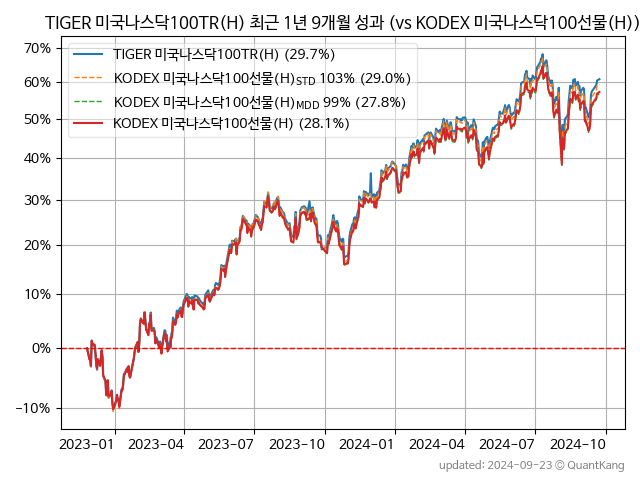 TIGER 미국나스닥100TR(H) 최근 1년 9개월 성과 (vs KODEX 미국나스닥100선물(H))
70%
60%
50%
40%
30%
20%
10%
0%
−10%
TIGER 미국나스닥100TR(H) (29.7%)
KODEX 미국나스닥100선물(H)STD 103% (29.0%)
KODEX 미국나스닥100선물(H)MDD 99% (27.8%)
KODEX 미국나스닥100선물(H) (28.1%)
2023-01 2023-04 2023-07 2023-10 2024-01 2024-04 2024-07 2024-10
updated: 2024-09-23 © QuantKang